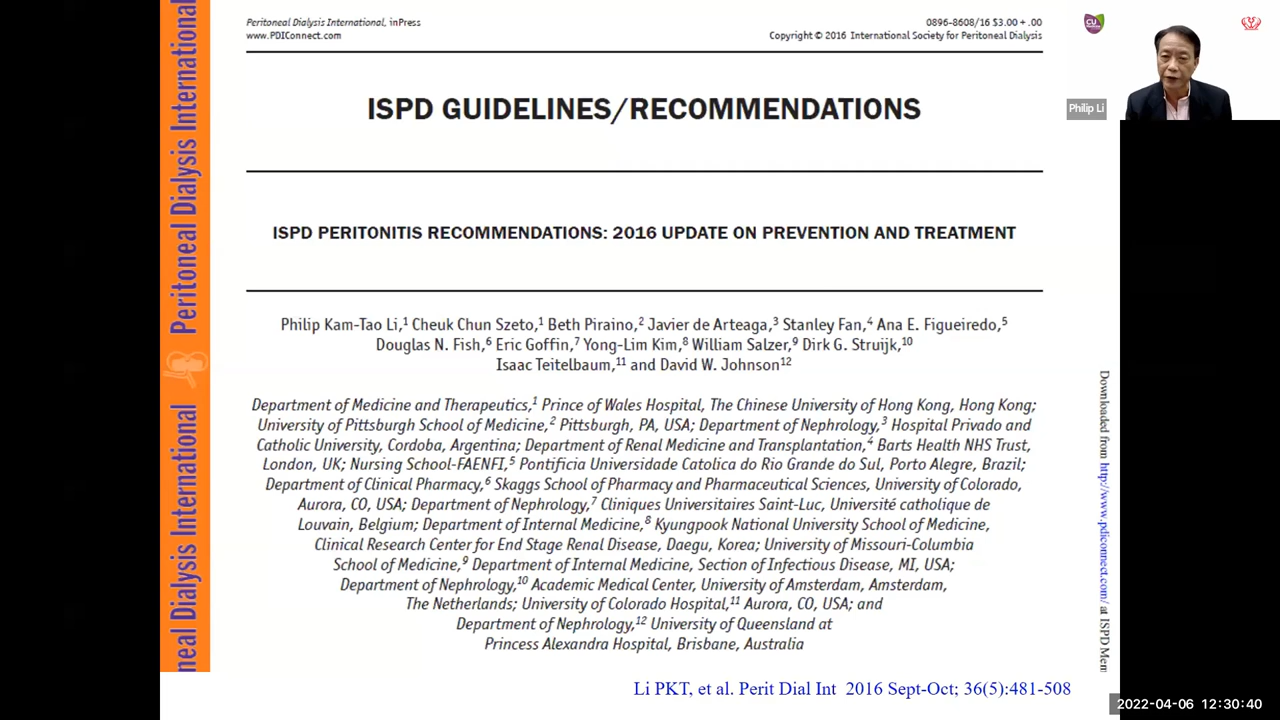 Peritoneal Dialysis International, inPress
www.PDIConnect.com
0896-8608/16 $3.00 + .00
Copyright © 2016 International Society for Peritoneal Dialysis
ISPD GUIDELINES/RECOMMENDATIONS
ISPD PERITONITIS RECOMMENDATIONS: 2016 UPDATE ON PREVENTION AND TREATMENT
Philip Kam-Tao Li,1 Cheuk Chun Szeto,1 Beth Piraino,2 Javier de Arteaga,3 Stanley Fan,4 Ana E. Figueiredo,5
Douglas N. Fish,6 Eric Goffin,7 Yong-Lim Kim,8 William Salzer,9 Dirk G. Struijk,10
Isaac Teitelbaum,11 and David W. Johnson12
Department of Medicine and Therapeutics,1 Prince of Wales Hospital, The Chinese University of Hong Kong, Hong Kong;
University of Pittsburgh School of Medicine,2 Pittsburgh, PA, USA; Department of Nephrology,3 Hospital Privado and
Catholic University, Cordoba, Argentina; Department of Renal Medicine and Transplantation,4 Barts Health NHS Trust,
London, UK; Nursing School-FAENFI,5 Pontificia Universidade Catolica do Rio Grande do Sul, Porto Alegre, Brazil;
Department of Clinical Pharmacy,6 Skaggs School of Pharmacy and Pharmaceutical Sciences, University of Colorado,
Aurora, CO, USA; Department of Nephrology,7 Cliniques Universitaires Saint-Luc, Université catholique de
Louvain, Belgium; Department of Internal Medicine,8 Kyungpook National University School of Medicine,
Clinical Research Center for End Stage Renal Disease, Daegu, Korea; University of Missouri-Columbia
School of Medicine,9 Department of Internal Medicine, Section of Infectious Disease, MI, USA;
Department of Nephrology,10 Academic Medical Center, University of Amsterdam, Amsterdam,
The Netherlands; University of Colorado Hospital,11 Aurora, CO, USA; and
Department of Nephrology,12 University of Queensland at
Princess Alexandra Hospital, Brisbane, Australia
Li PKT, et al. Perit Dial Int 2016 Sept-Oct; 36(5):481-508
Peritoneal Dialysis International
neal Dialysis International
Downloaded from http://www.pdiconnect.com/ at ISPD Mem
CU
Philip Li
2022-04-06 12:30:40